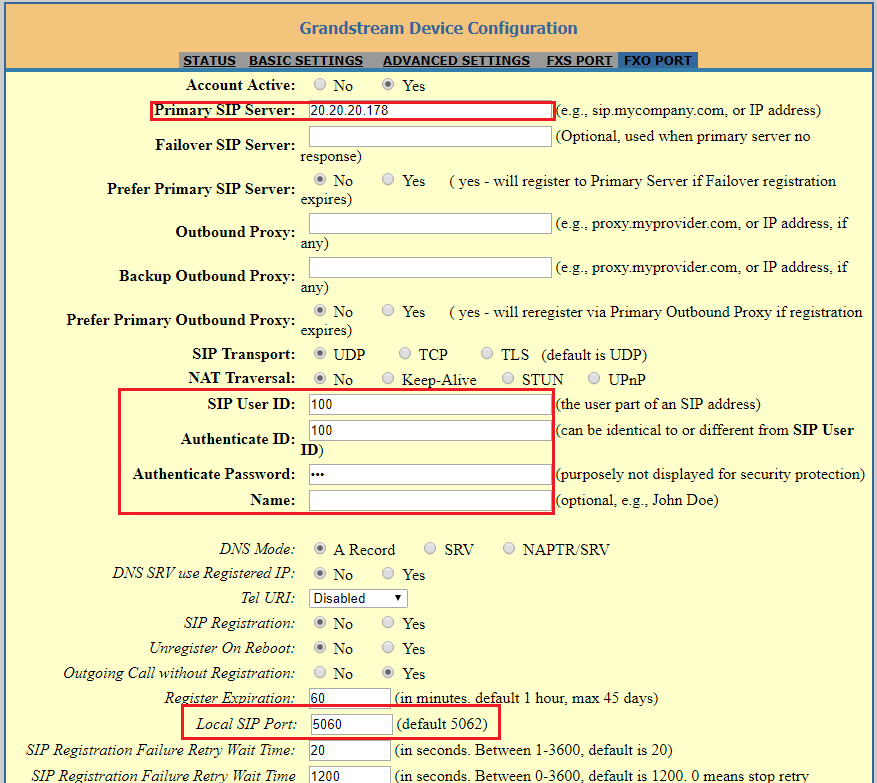 Grandstream Device Configuration
STATUS BASIC SETTINGS ADVANCED SETTINGS FXS PORT FXO PORT
Account Active: No Yes
Primary SIP Server: 20.20.20.178 (e.g., sip.mycompany.com, or IP address)
Failover SIP Server: (Optional, used when primary server no
response)
Prefer Primary SIP Server: No Yes ( yes - will register to Primary Server if Failover registration
expires)
Outbound Proxy: (e.g., proxy.myprovider.com, or IP address, if
any)
Backup Outbound Proxy: (e.g., proxy.myprovider.com, or IP address, if
any)
Prefer Primary Outbound Proxy: No Yes ( yes - will reregister via Primary Outbound Proxy if registration
expires)
SIP Transport: UDP TCP TLS (default is UDP)
NAT Traversal: No Keep-Alive STUN UPnP
SIP User ID: 100 (the user part of an SIP address)
Authenticate ID: 100 (can be identical to or different from SIP User
ID)
Authenticate Password: ••• (purposely not displayed for security protection)
Name: (optional, e.g., John Doe)
DNS Mode: A Record SRV NAPTR/SRV
DNS SRV use Registered IP: No Yes
Tel URI: Disabled
SIP Registration: No Yes
Unregister On Reboot: No Yes
Outgoing Call without Registration: No Yes
Register Expiration: 60 (in minutes. default 1 hour, max 45 days)
Local SIP Port: 5060 (default 5062)
SIP Registration Failure Retry Wait Time: 20 (in seconds. Between 1-3600, default is 20)
SIP Registration Failure Retry Wait Time 1200 (in seconds. Between 0-3600, default is 1200. 0 means stop retry